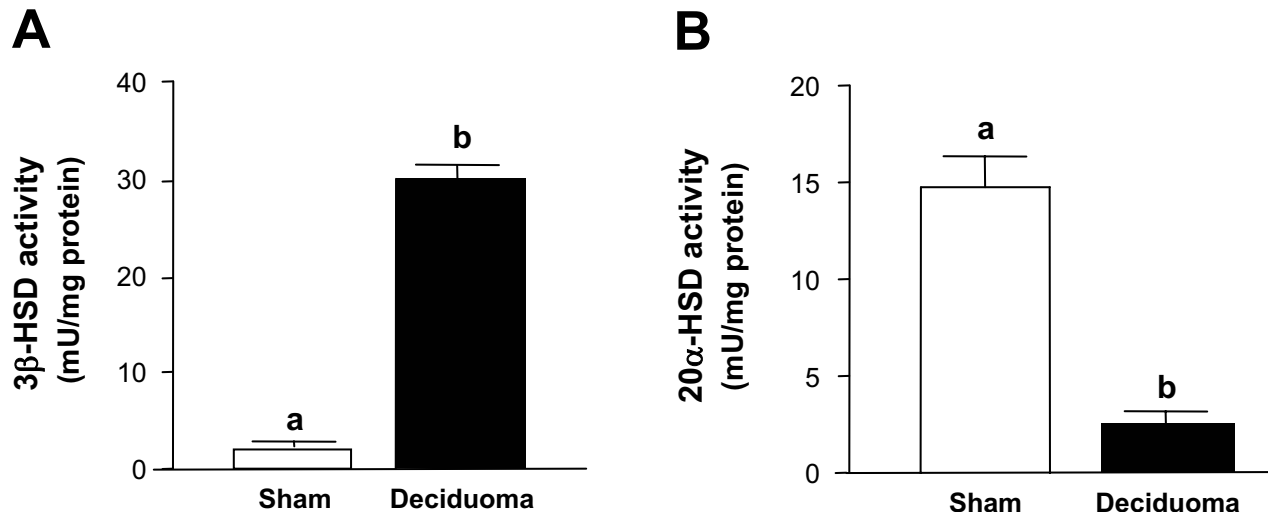 A
3β-HSD activity
(mU/mg protein)
40
30
20
10
0
a
b
Sham
Deciduoma
B
20α-HSD activity
(mU/mg protein)
20
15
10
5
0
a
b
Sham
Deciduoma